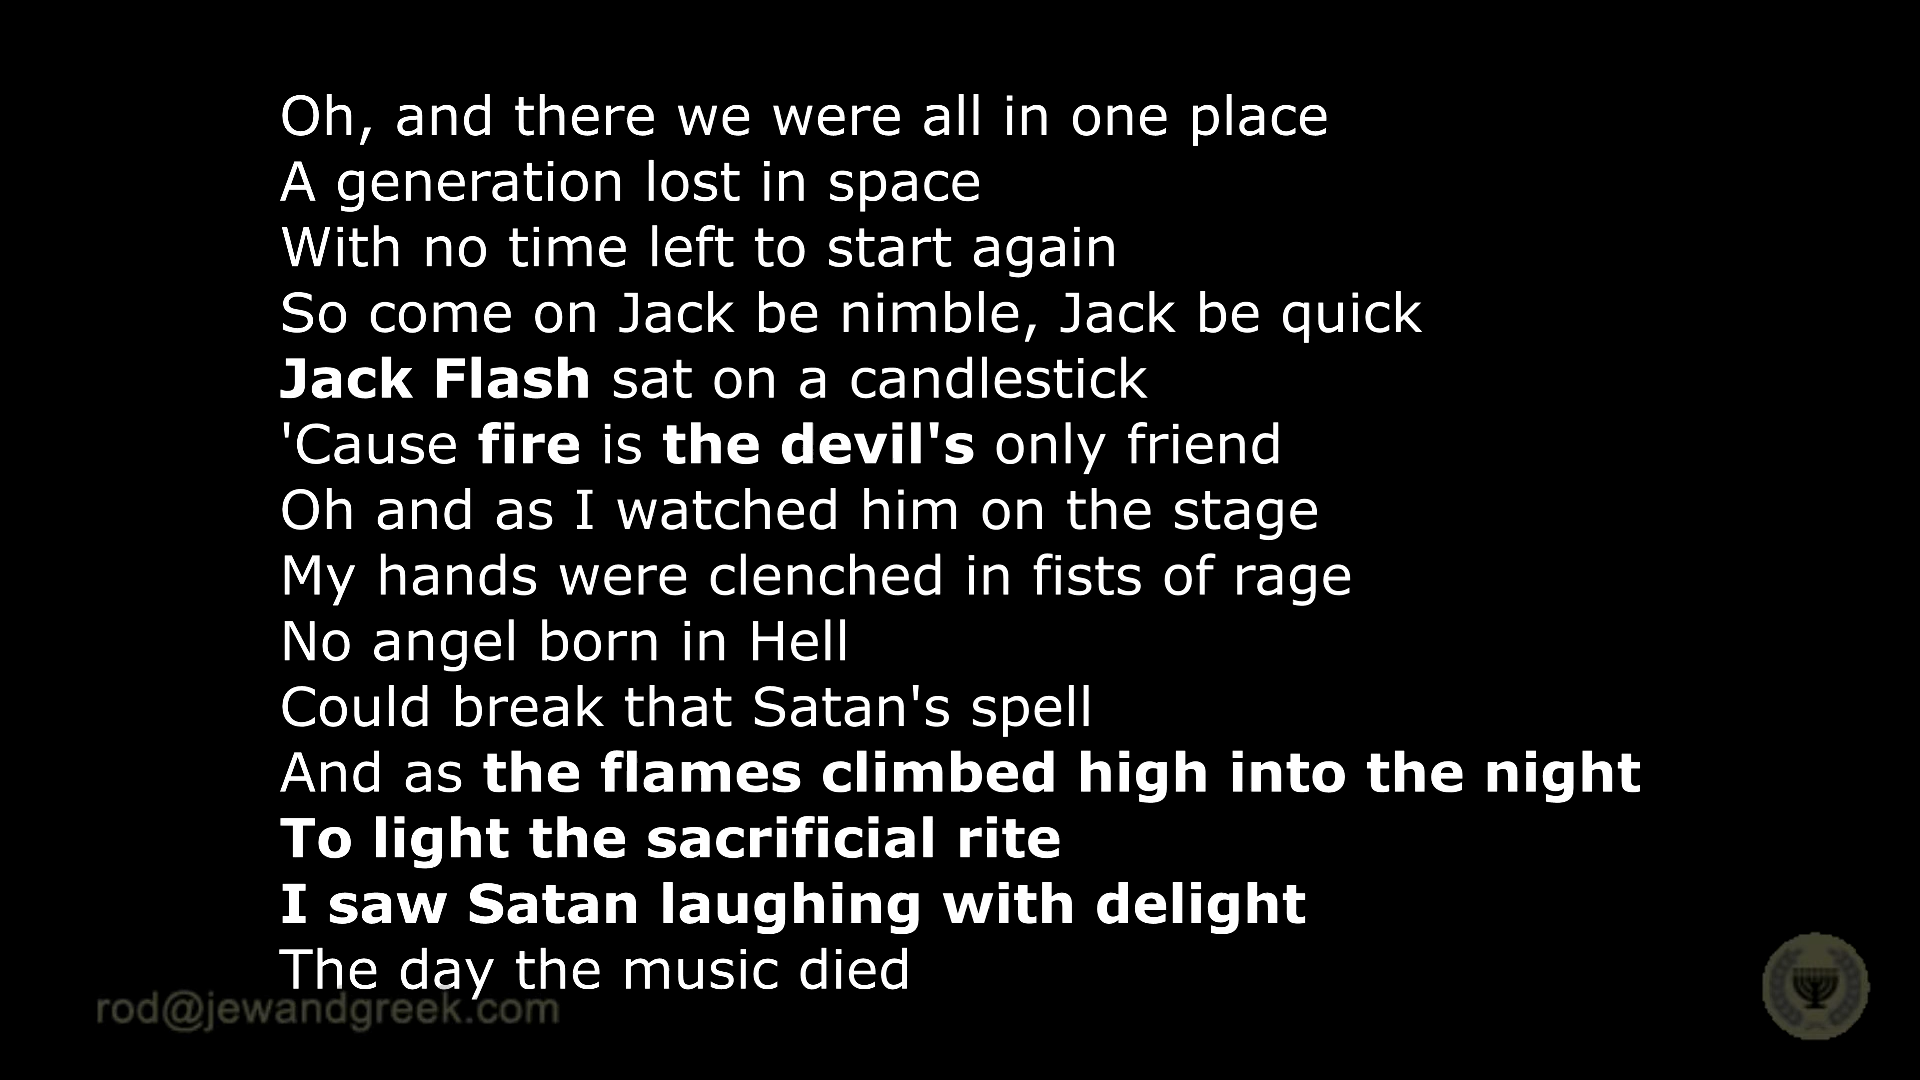 Oh, and there we were all in one place
A generation lost in space
With no time left to start again
So come on Jack be nimble, Jack be quick
Jack Flash sat on a candlestick
'Cause fire is the devil's only friend
Oh and as I watched him on the stage
My hands were clenched in fists of rage
No angel born in Hell
Could break that Satan's spell
And as the flames climbed high into the night
To light the sacrificial rite
I saw Satan laughing with delight
The day the music died
rod@jewandgreek.com